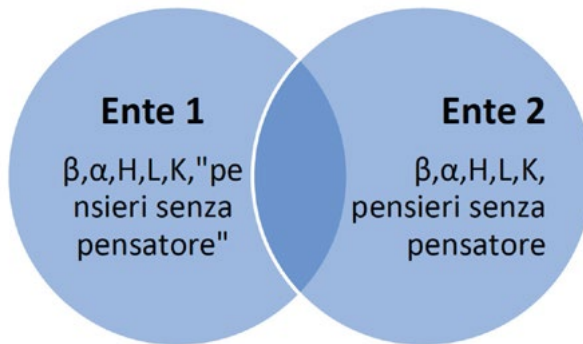 Ente 1
β,α,H,L,K,"pe
nsieri senza
pensatore"
Ente 2
β,α,H,L,K,
pensieri senza
pensatore